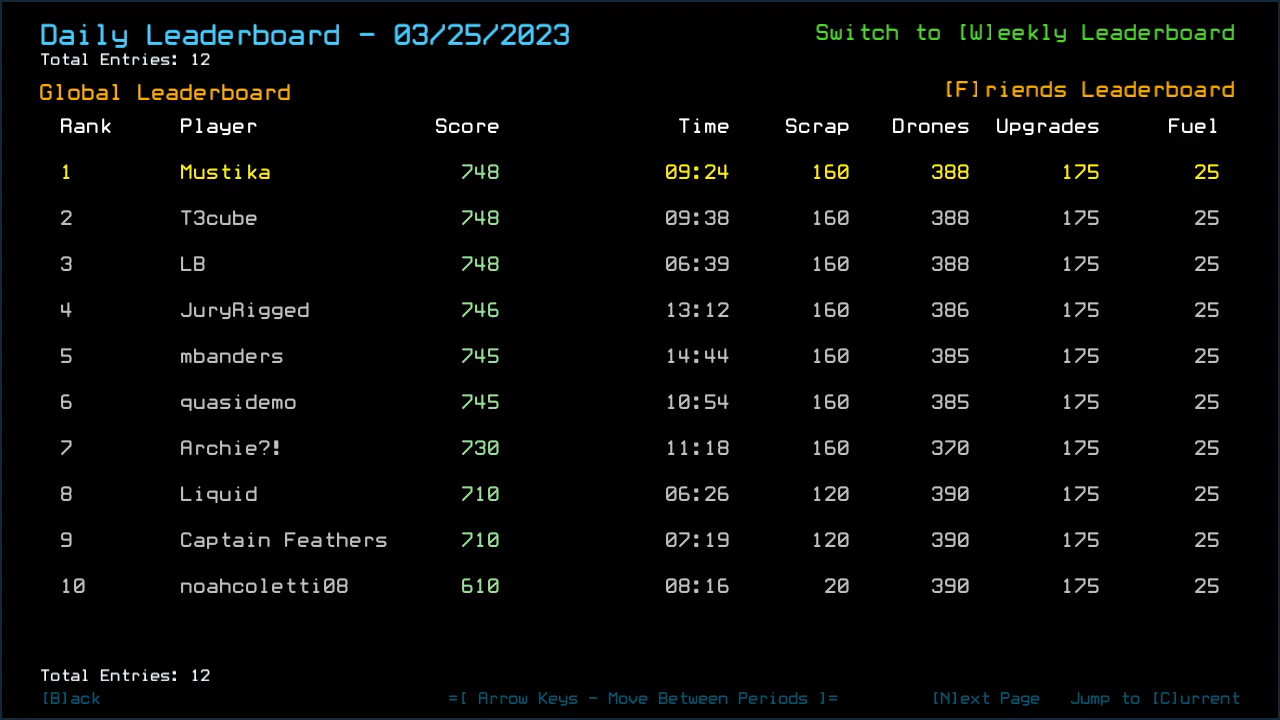 Daily Leaderboard - 03/25/2023 Switch to [W]eekly Leaderboard
Total Entries: 12
Global Leaderboard [F]riends Leaderboard
Rank Player Score Time Scrap Drones Upgrades Fuel
1 Mustika 748 09:24 160 388 175 25
2 T3cube 748 09:38 160 388 175 25
3 LB 748 06:39 160 388 175 25
4 JuryRigged 746 13:12 160 386 175 25
5 mbanders 745 14:44 160 385 175 25
6 quasidemo 745 10:54 160 385 175 25
7 Archie?! 730 11:18 160 370 175 25
8 Liquid 710 06:26 120 390 175 25
9 Captain Feathers 710 07:19 120 390 175 25
10 noahcoletti08 610 08:16 20 390 175 25
Total Entries: 12
[B]ack =[ Arrow Keys - Move Between Periods ]= [N]ext Page Jump to [C]urrent